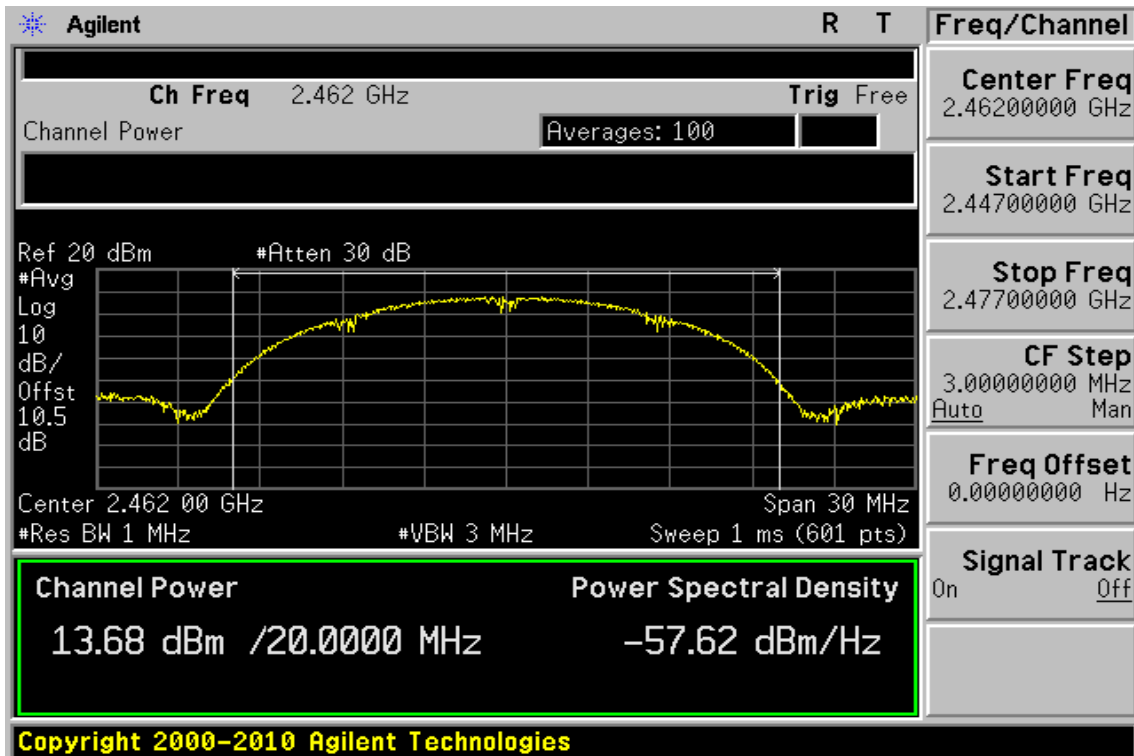 Agilent R T
Ch Freq 2.462 GHz Trig Free
Channel Power Averages: 100
Ref 20 dBm #Atten 30 dB
#Avg
Log
10
dB/
Offst
10.5
dB
Center 2.462 00 GHz Span 30 MHz
#Res BW 1 MHz #VBW 3 MHz Sweep 1 ms (601 pts)
Channel Power Power Spectral Density
13.68 dBm /20.0000 MHz -57.62 dBm/Hz
Copyright 2000-2010 Agilent Technologies
Freq/Channel
Center Freq
2.46200000 GHz
Start Freq
2.44700000 GHz
Stop Freq
2.47700000 GHz
CF Step
3.00000000 MHz
Auto Man
Freq Offset
0.00000000 Hz
Signal Track
On Off